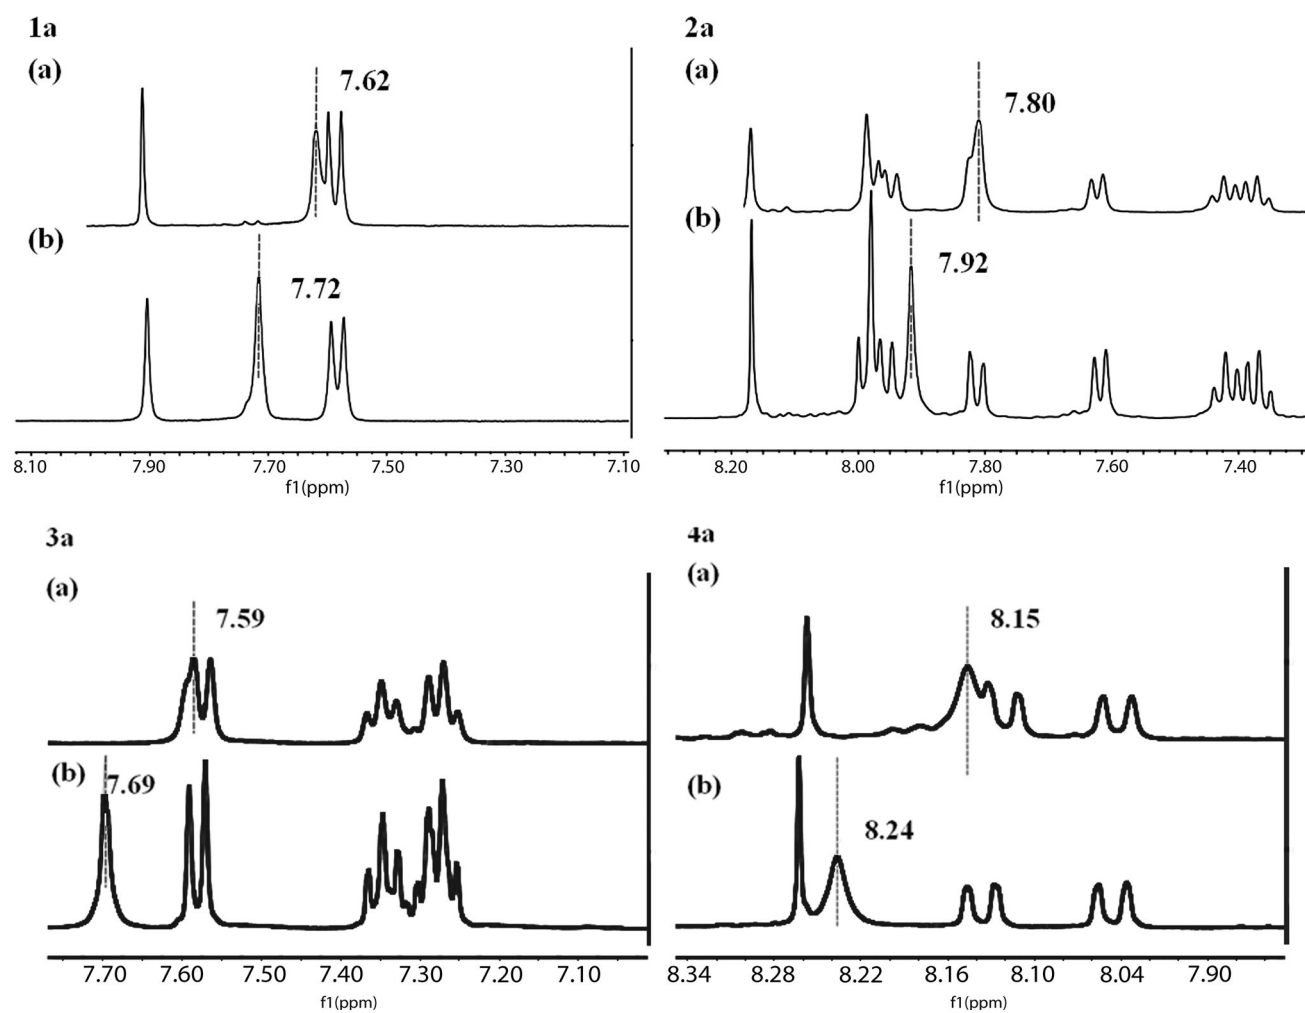 1a
(a)
7.62
(b)
7.72
8.10 7.90 7.70 7.50 7.30 7.10
f1(ppm)
2a
(a)
7.80
(b)
7.92
8.20 8.00 7.80 7.60 7.40
f1(ppm)
3a
(a)
7.59
(b)
7.69
7.70 7.60 7.50 7.40 7.30 7.20 7.10
f1(ppm)
4a
(a)
8.15
(b)
8.24
8.34 8.28 8.22 8.16 8.10 8.04 7.90
f1(ppm)